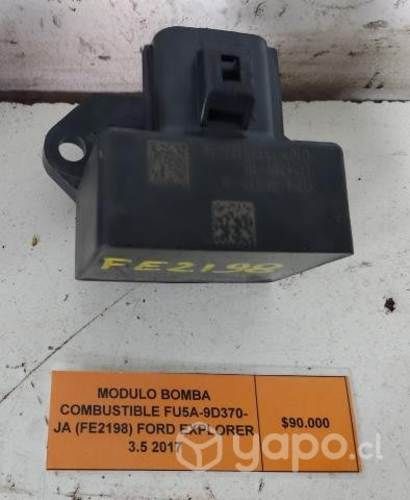 FE2198
MODULO BOMBA
COMBUSTIBLE FU5A-9D370-
JA (FE2198) FORD EXPLORER
3.5 2017
$90.000
yapo.cl